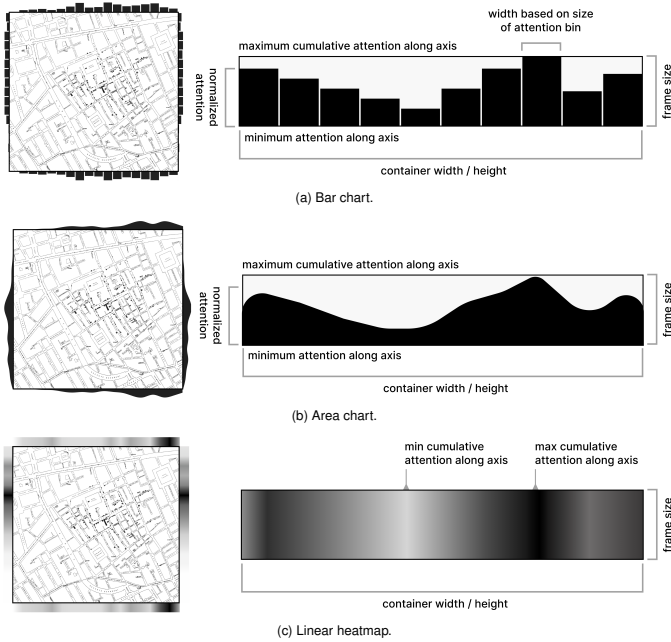 width based on size
of attention bin
maximum cumulative attention along axis
normalized
attention
frame size
minimum attention along axis
container width / height
(a) Bar chart.
maximum cumulative attention along axis
normalized
attention
frame size
minimum attention along axis
container width / height
(b) Area chart.
min cumulative
attention along axis
max cumulative
attention along axis
frame size
container width / height
(c) Linear heatmap.